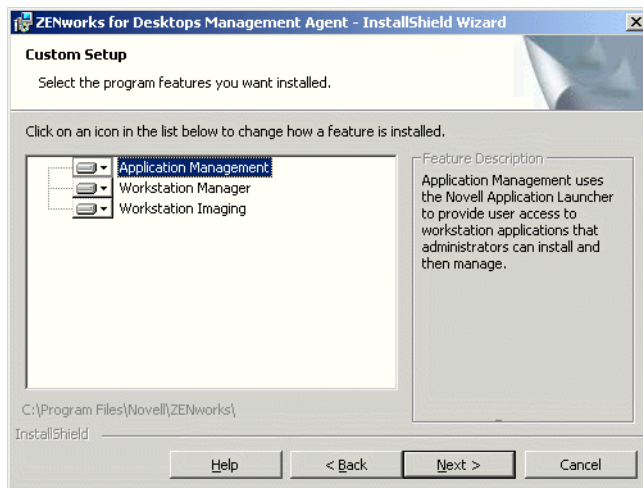 ZENworks for Desktops Management Agent - InstallShield Wizard
Custom Setup
Select the program features you want installed.
Click on an icon in the list below to change how a feature is installed.
Application Management
Workstation Manager
Workstation Imaging
Feature Description
Application Management uses
the Novell Application Launcher
to provide user access to
workstation applications that
administrators can install and
then manage.
C:\Program Files\Novell\ZENworks\
InstallShield
Help
< Back
Next >
Cancel